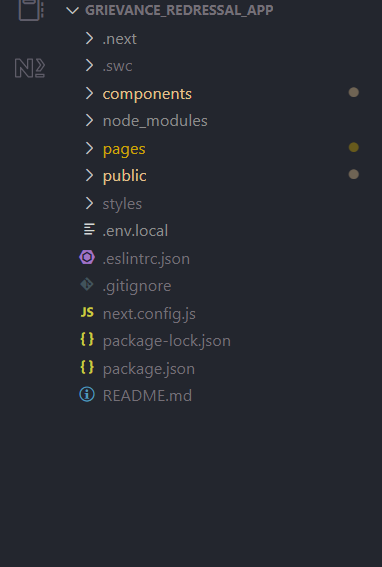 GRIEVANCE_REDRESSAL_APP
.next
.swc
components
node_modules
pages
public
styles
.env.local
.eslintrc.json
.gitignore
JS next.config.js
{ } package-lock.json
{ } package.json
README.md